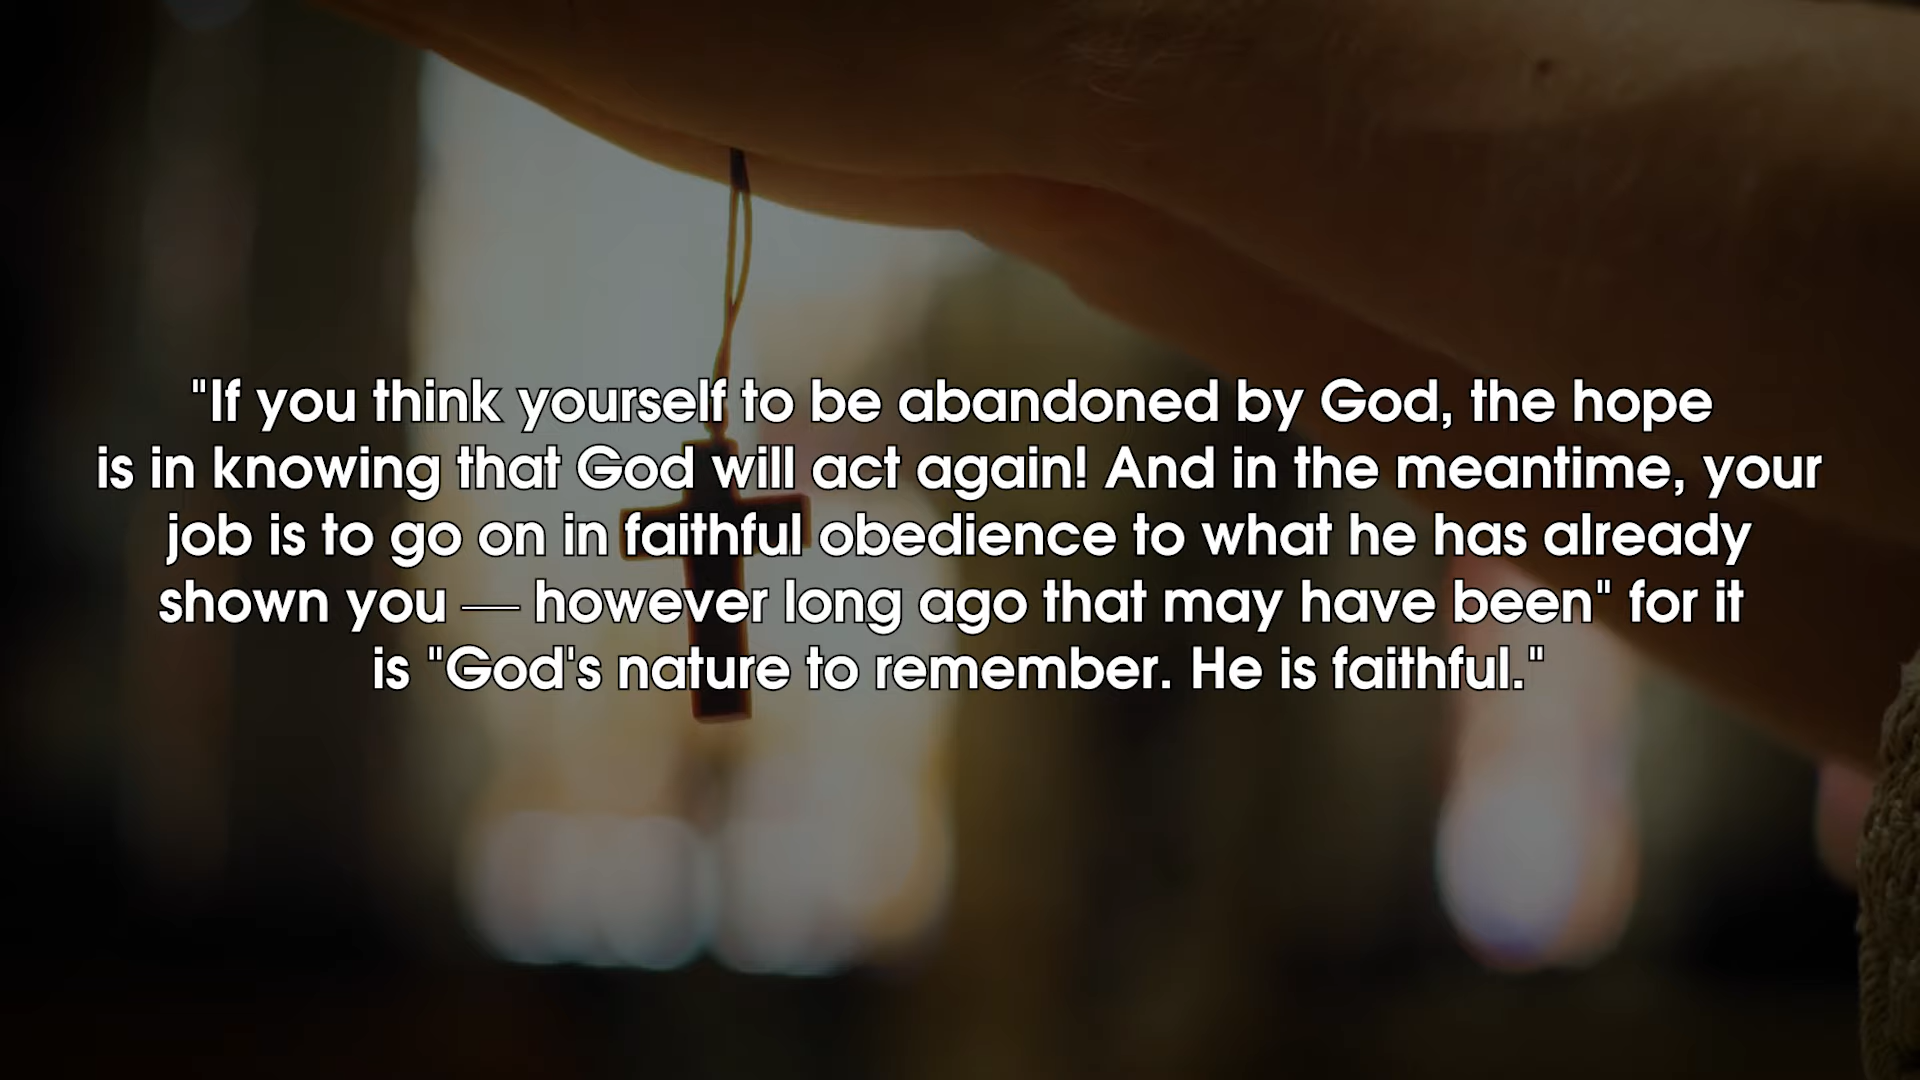 "If you think yourself to be abandoned by God, the hope
is in knowing that God will act again! And in the meantime, your
job is to go on in faithful obedience to what he has already
shown you — however long ago that may have been" for it
is "God's nature to remember. He is faithful."